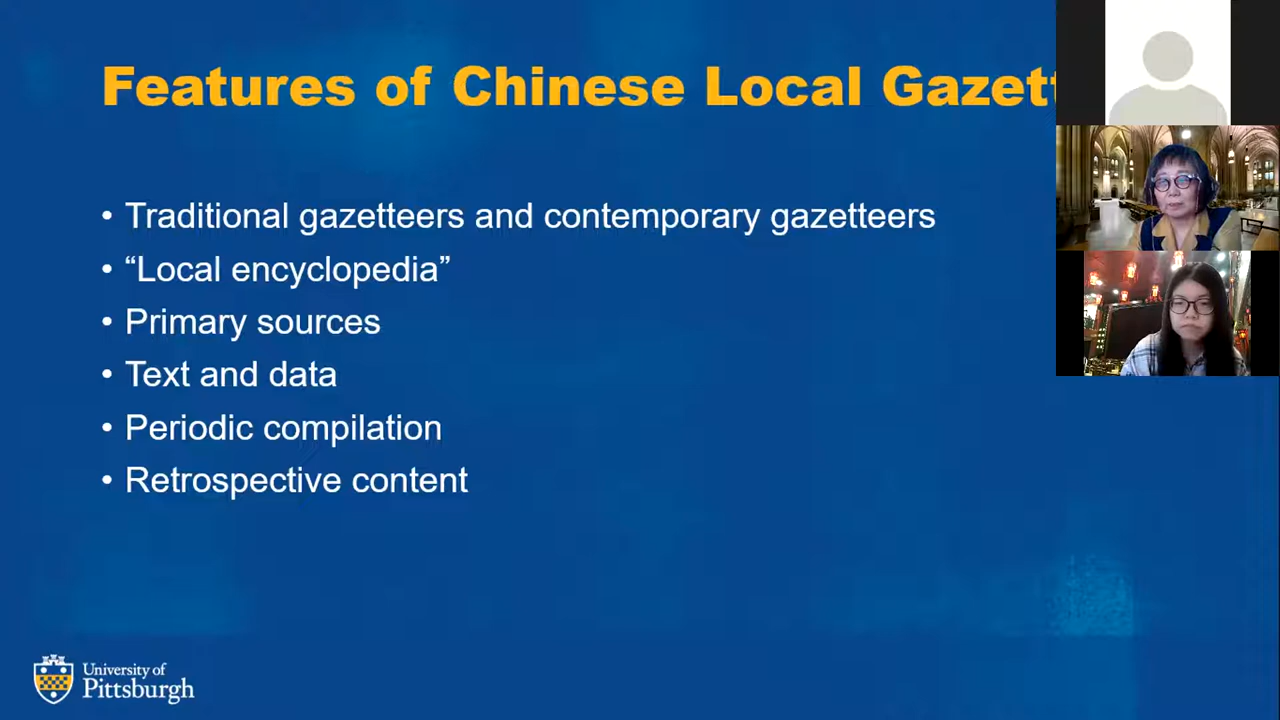 Features of Chinese Local Gazett
• Traditional gazetteers and contemporary gazetteers
• “Local encyclopedia”
• Primary sources
• Text and data
• Periodic compilation
• Retrospective content
University of
Pittsburgh